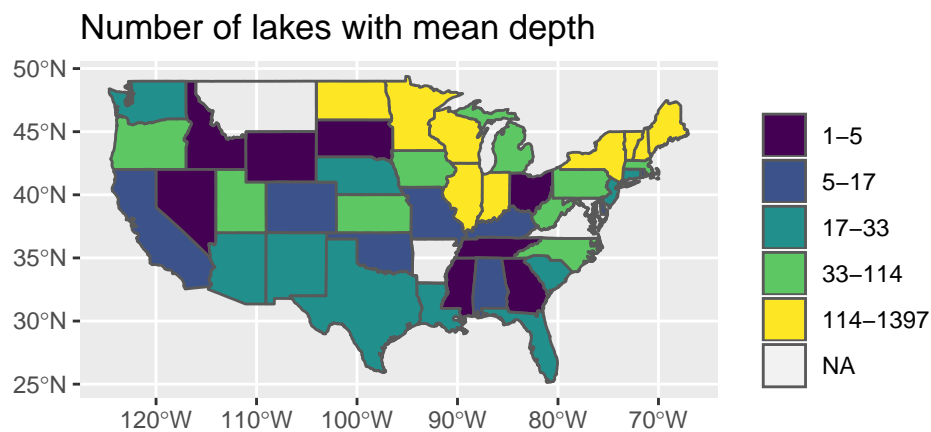 Number of lakes with mean depth
50°N
45°N
40°N
35°N
30°N
25°N
120°W 110°W 100°W 90°W 80°W 70°W
1–5
5–17
17–33
33–114
114–1397
NA